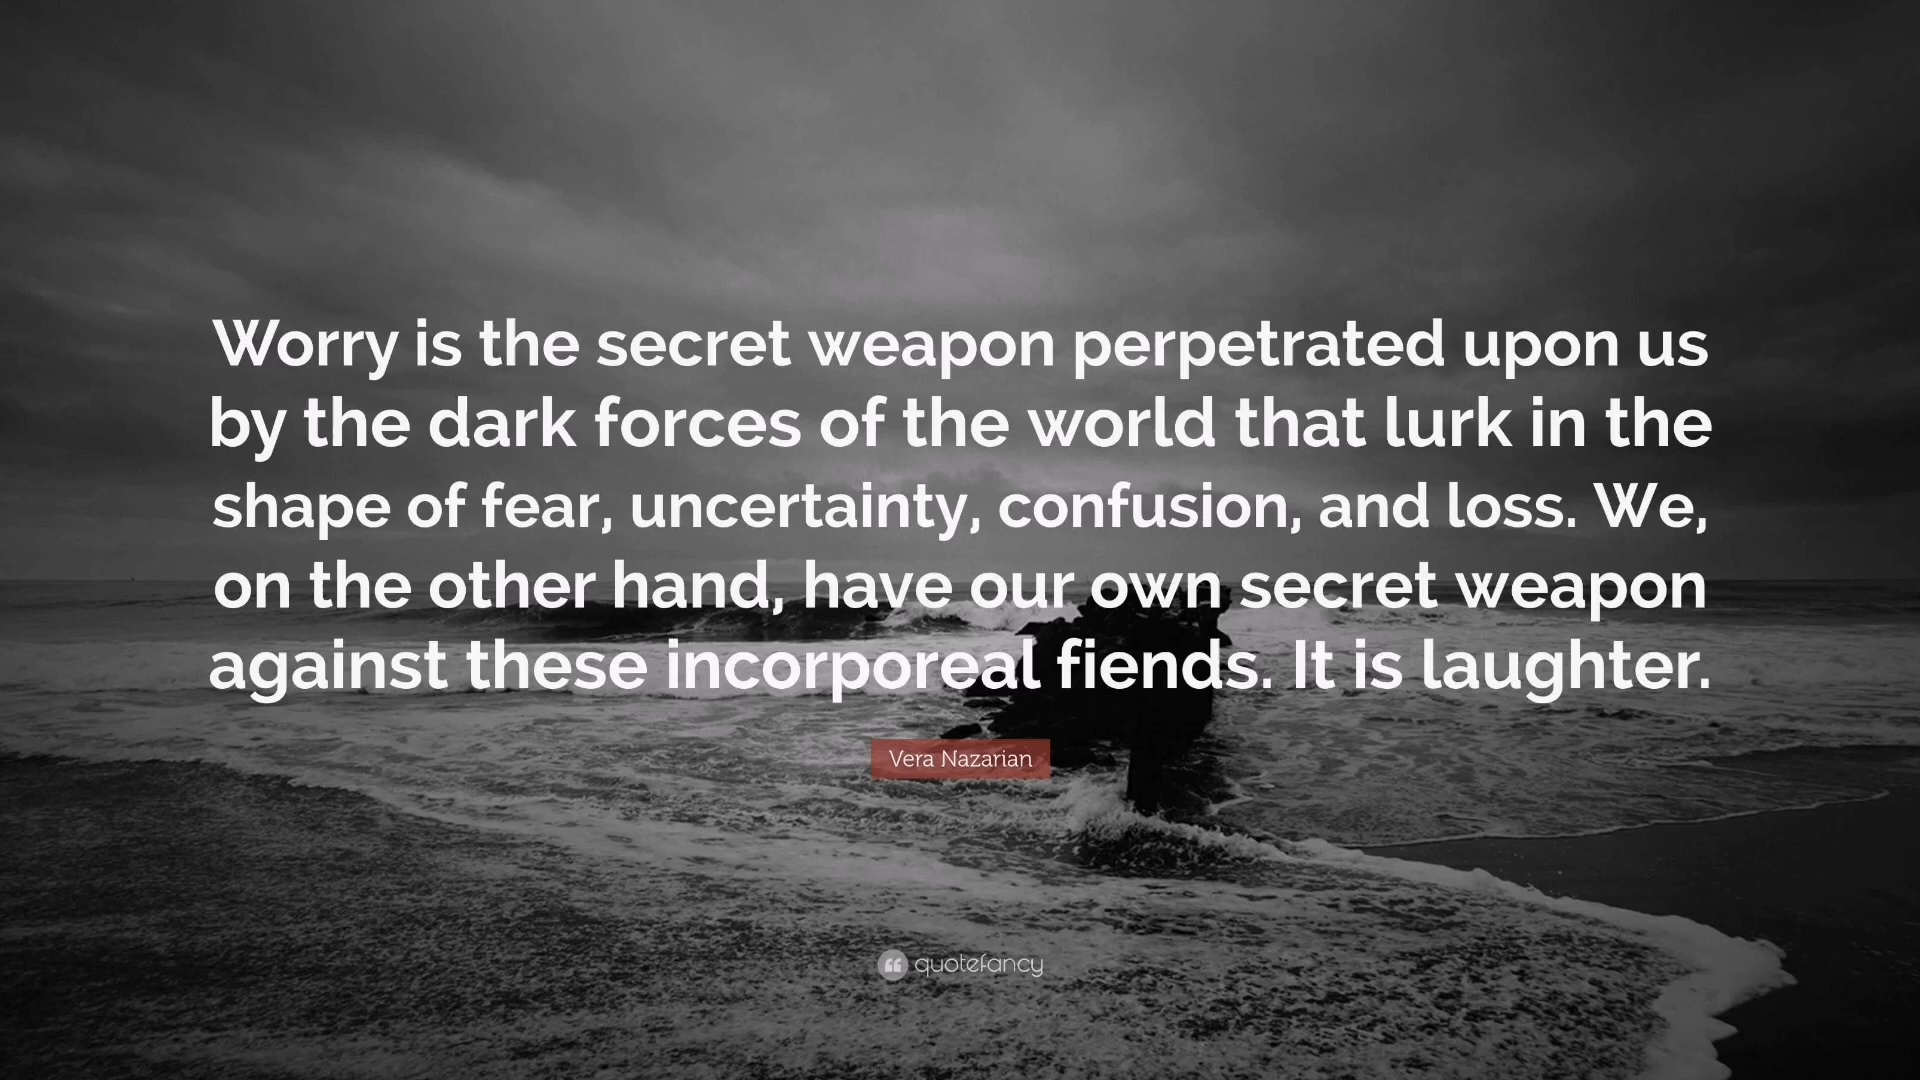 Worry is the secret weapon perpetrated upon us
by the dark forces of the world that lurk in the
shape of fear, uncertainty, confusion, and loss. We,
on the other hand, have our own secret weapon
against these incorporeal fiends. It is laughter.
Vera Nazarian
quotefancy